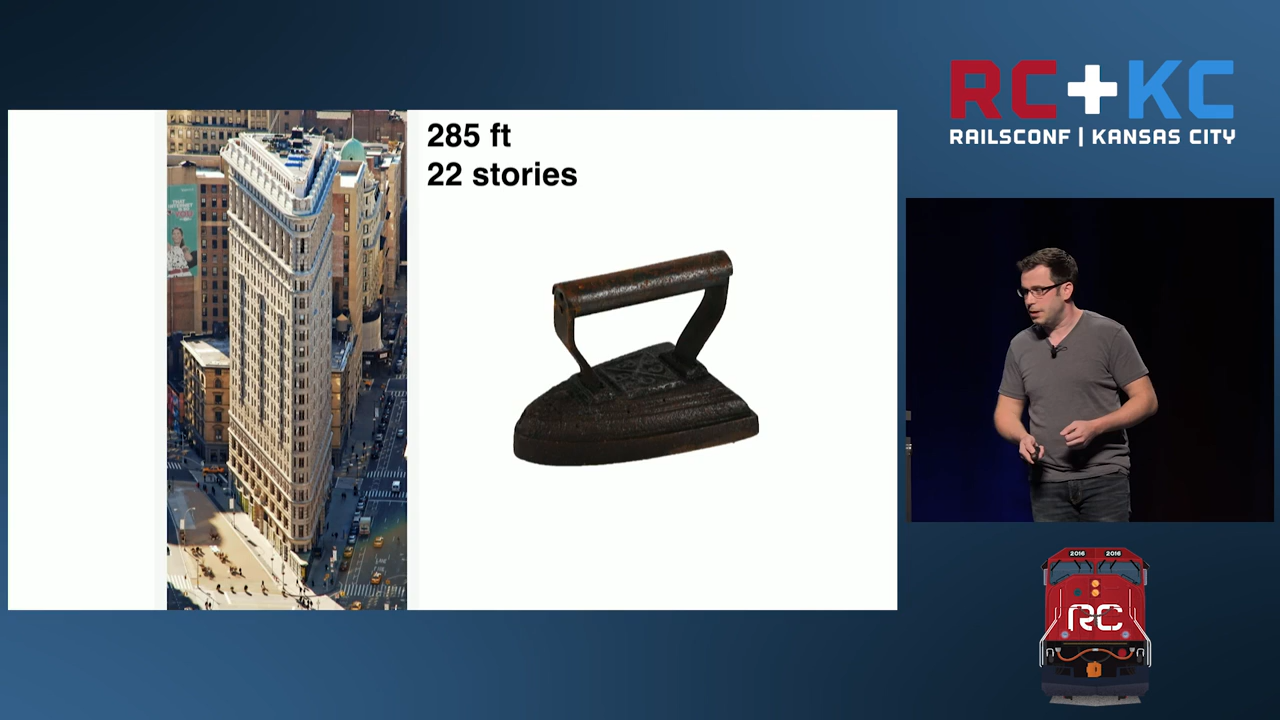 285 ft
22 stories
RC+KC
RAILSCONF | KANSAS CITY
2016 2016
RC